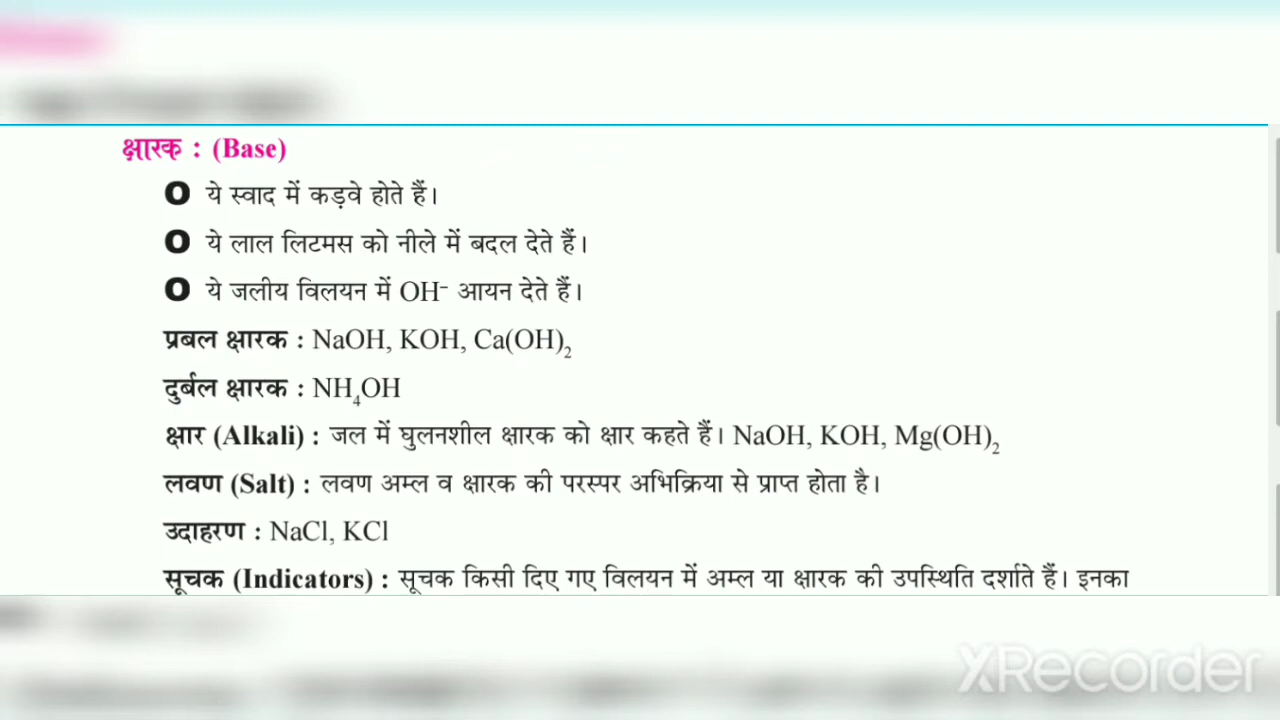 क्षारक : (Base)
O ये स्वाद में कड़वे होते हैं।
O ये लाल लिटमस को नीले में बदल देते हैं।
O ये जलीय विलयन में OH⁻ आयन देते हैं।
प्रबल क्षारक : NaOH, KOH, Ca(OH)₂
दुर्बल क्षारक : NH₄OH
क्षार (Alkali) : जल में घुलनशील क्षारक को क्षार कहते हैं। NaOH, KOH, Mg(OH)₂
लवण (Salt) : लवण अम्ल व क्षारक की परस्पर अभिक्रिया से प्राप्त होता है।
उदाहरण : NaCl, KCl
सूचक (Indicators) : सूचक किसी दिए गए विलयन में अम्ल या क्षारक की उपस्थिति दर्शाते हैं। इनका
XRecorder